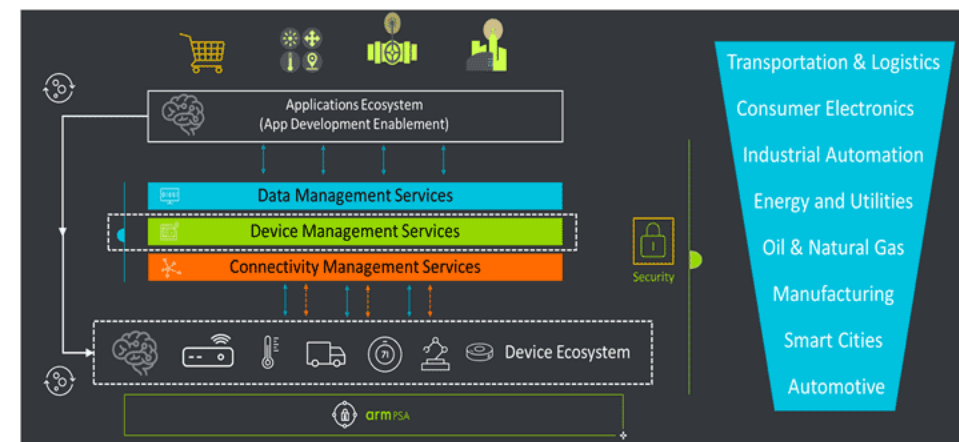 Applications Ecosystem
(App Development Enablement)
Data Management Services
Device Management Services
Connectivity Management Services
Device Ecosystem
arm PSA
Security
Transportation & Logistics
Consumer Electronics
Industrial Automation
Energy and Utilities
Oil & Natural Gas
Manufacturing
Smart Cities
Automotive